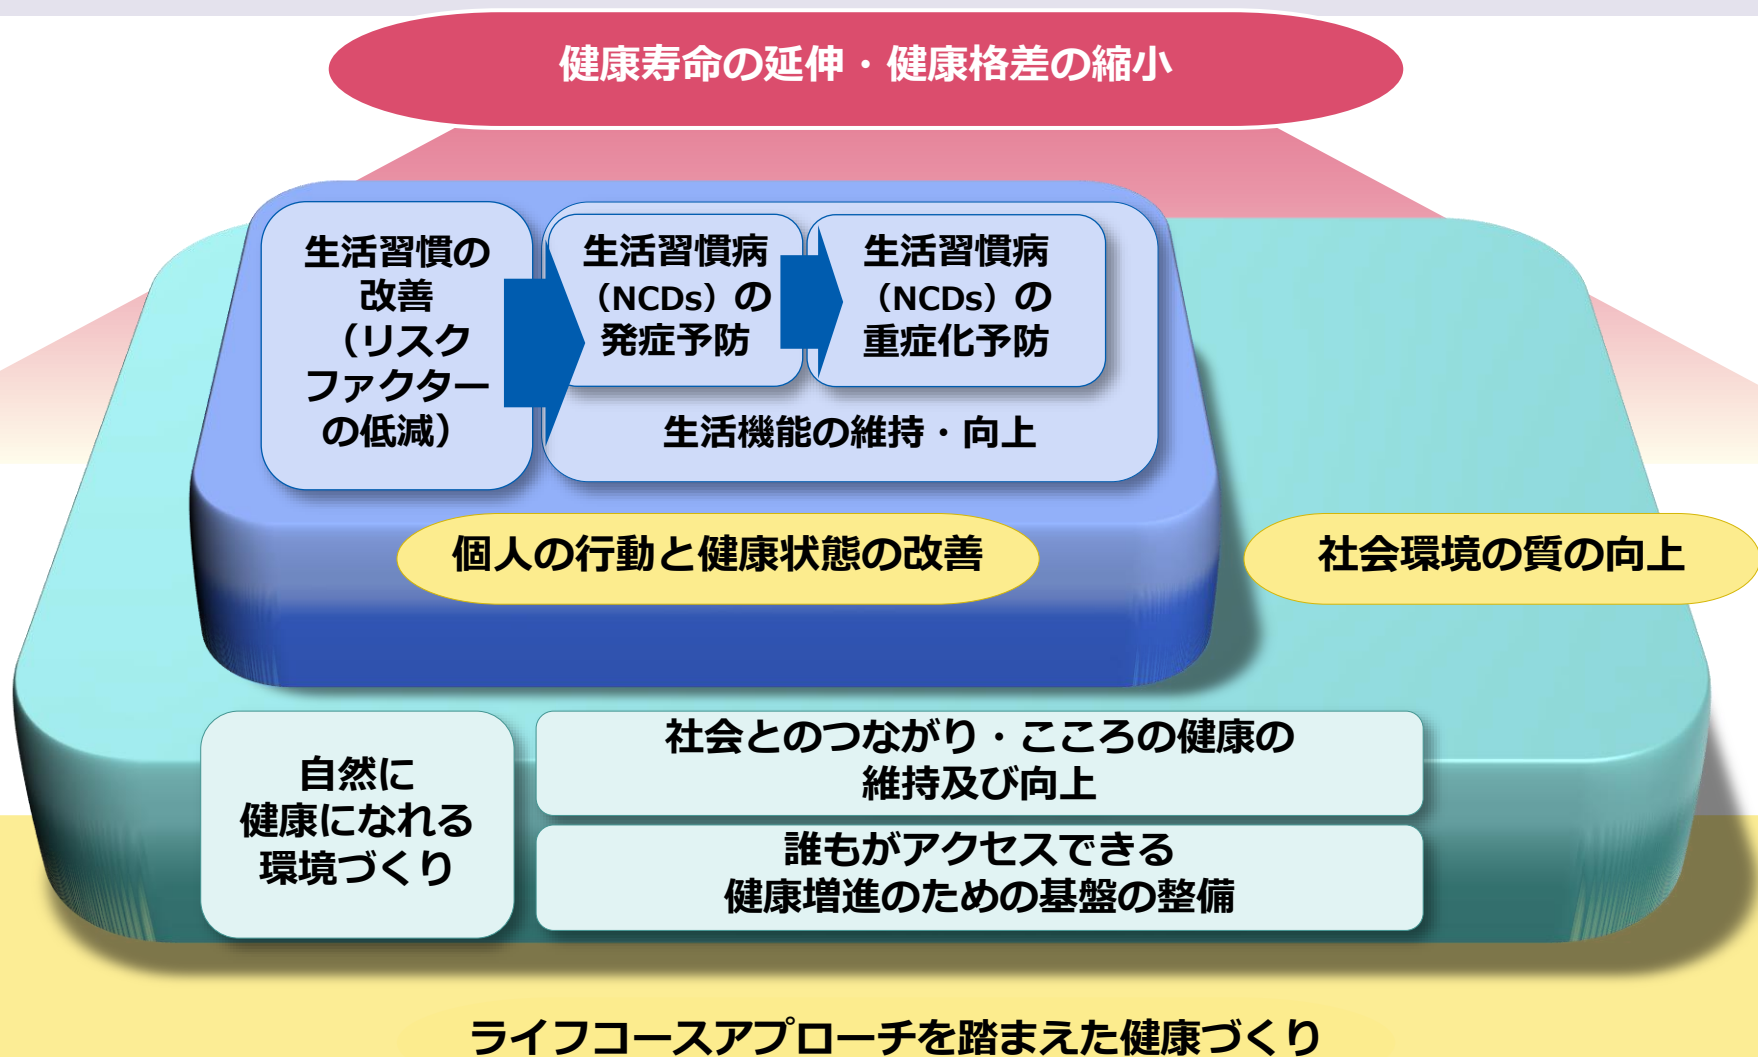 健康寿命の延伸・健康格差の縮小
生活習慣の
改善
（リスク
ファクター
の低減）
生活習慣病
（NCDs）の
発症予防
生活習慣病
（NCDs）の
重症化予防
生活機能の維持・向上
個人の行動と健康状態の改善
社会環境の質の向上
自然に
健康になれる
環境づくり
社会とのつながり・こころの健康の
維持及び向上
誰もがアクセスできる
健康増進のための基盤の整備
ライフコースアプローチを踏まえた健康づくり